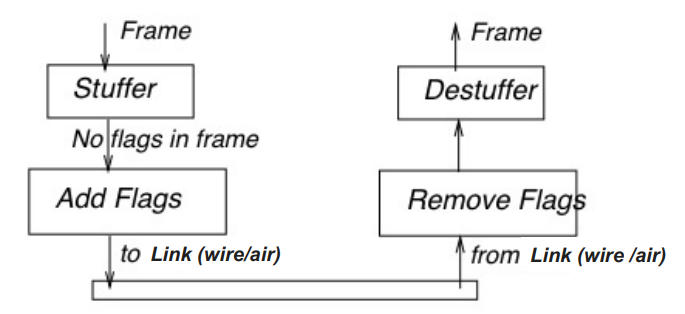 Frame
Stuffer
No flags in frame
Add Flags
to Link (wire/air)
Frame
Destuffer
Remove Flags
from Link (wire /air)